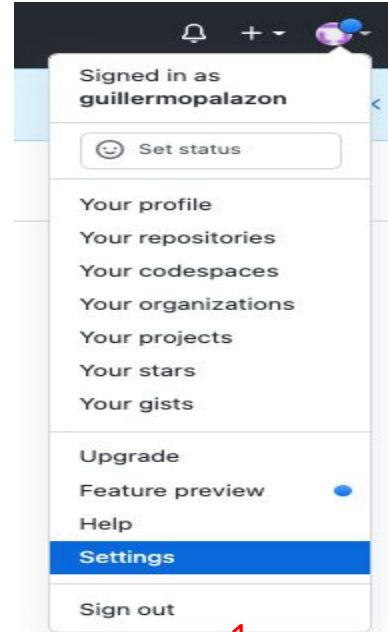 Signed in as
guillermopalazon
Set status
Your profile
Your repositories
Your codespaces
Your organizations
Your projects
Your stars
Your gists
Upgrade
Feature preview
Help
Settings
Sign out